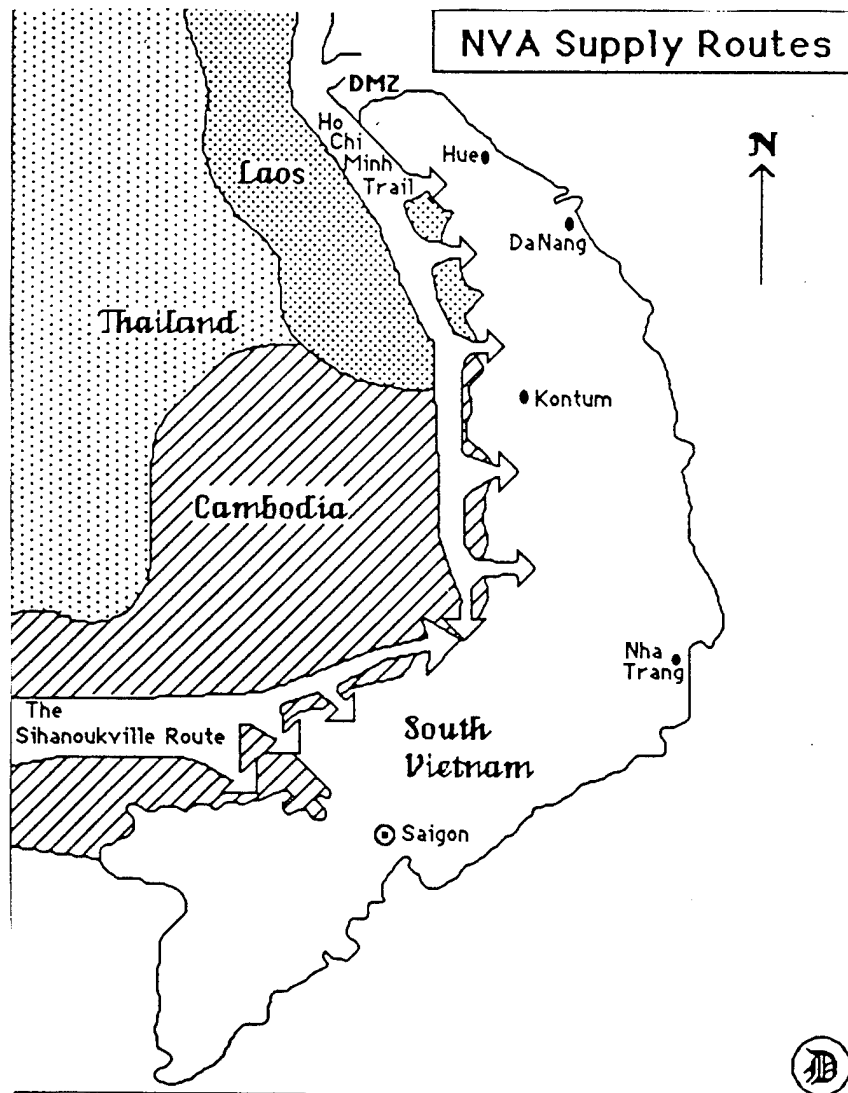 NVA Supply Routes
DMZ
Ho
Chi
Minh
Trail
Hue
N
Laos
DaNang
Thailand
Kontum
Cambodia
Nha
Trang
The
Sihanoukville Route
South
Vietnam
Saigon
D